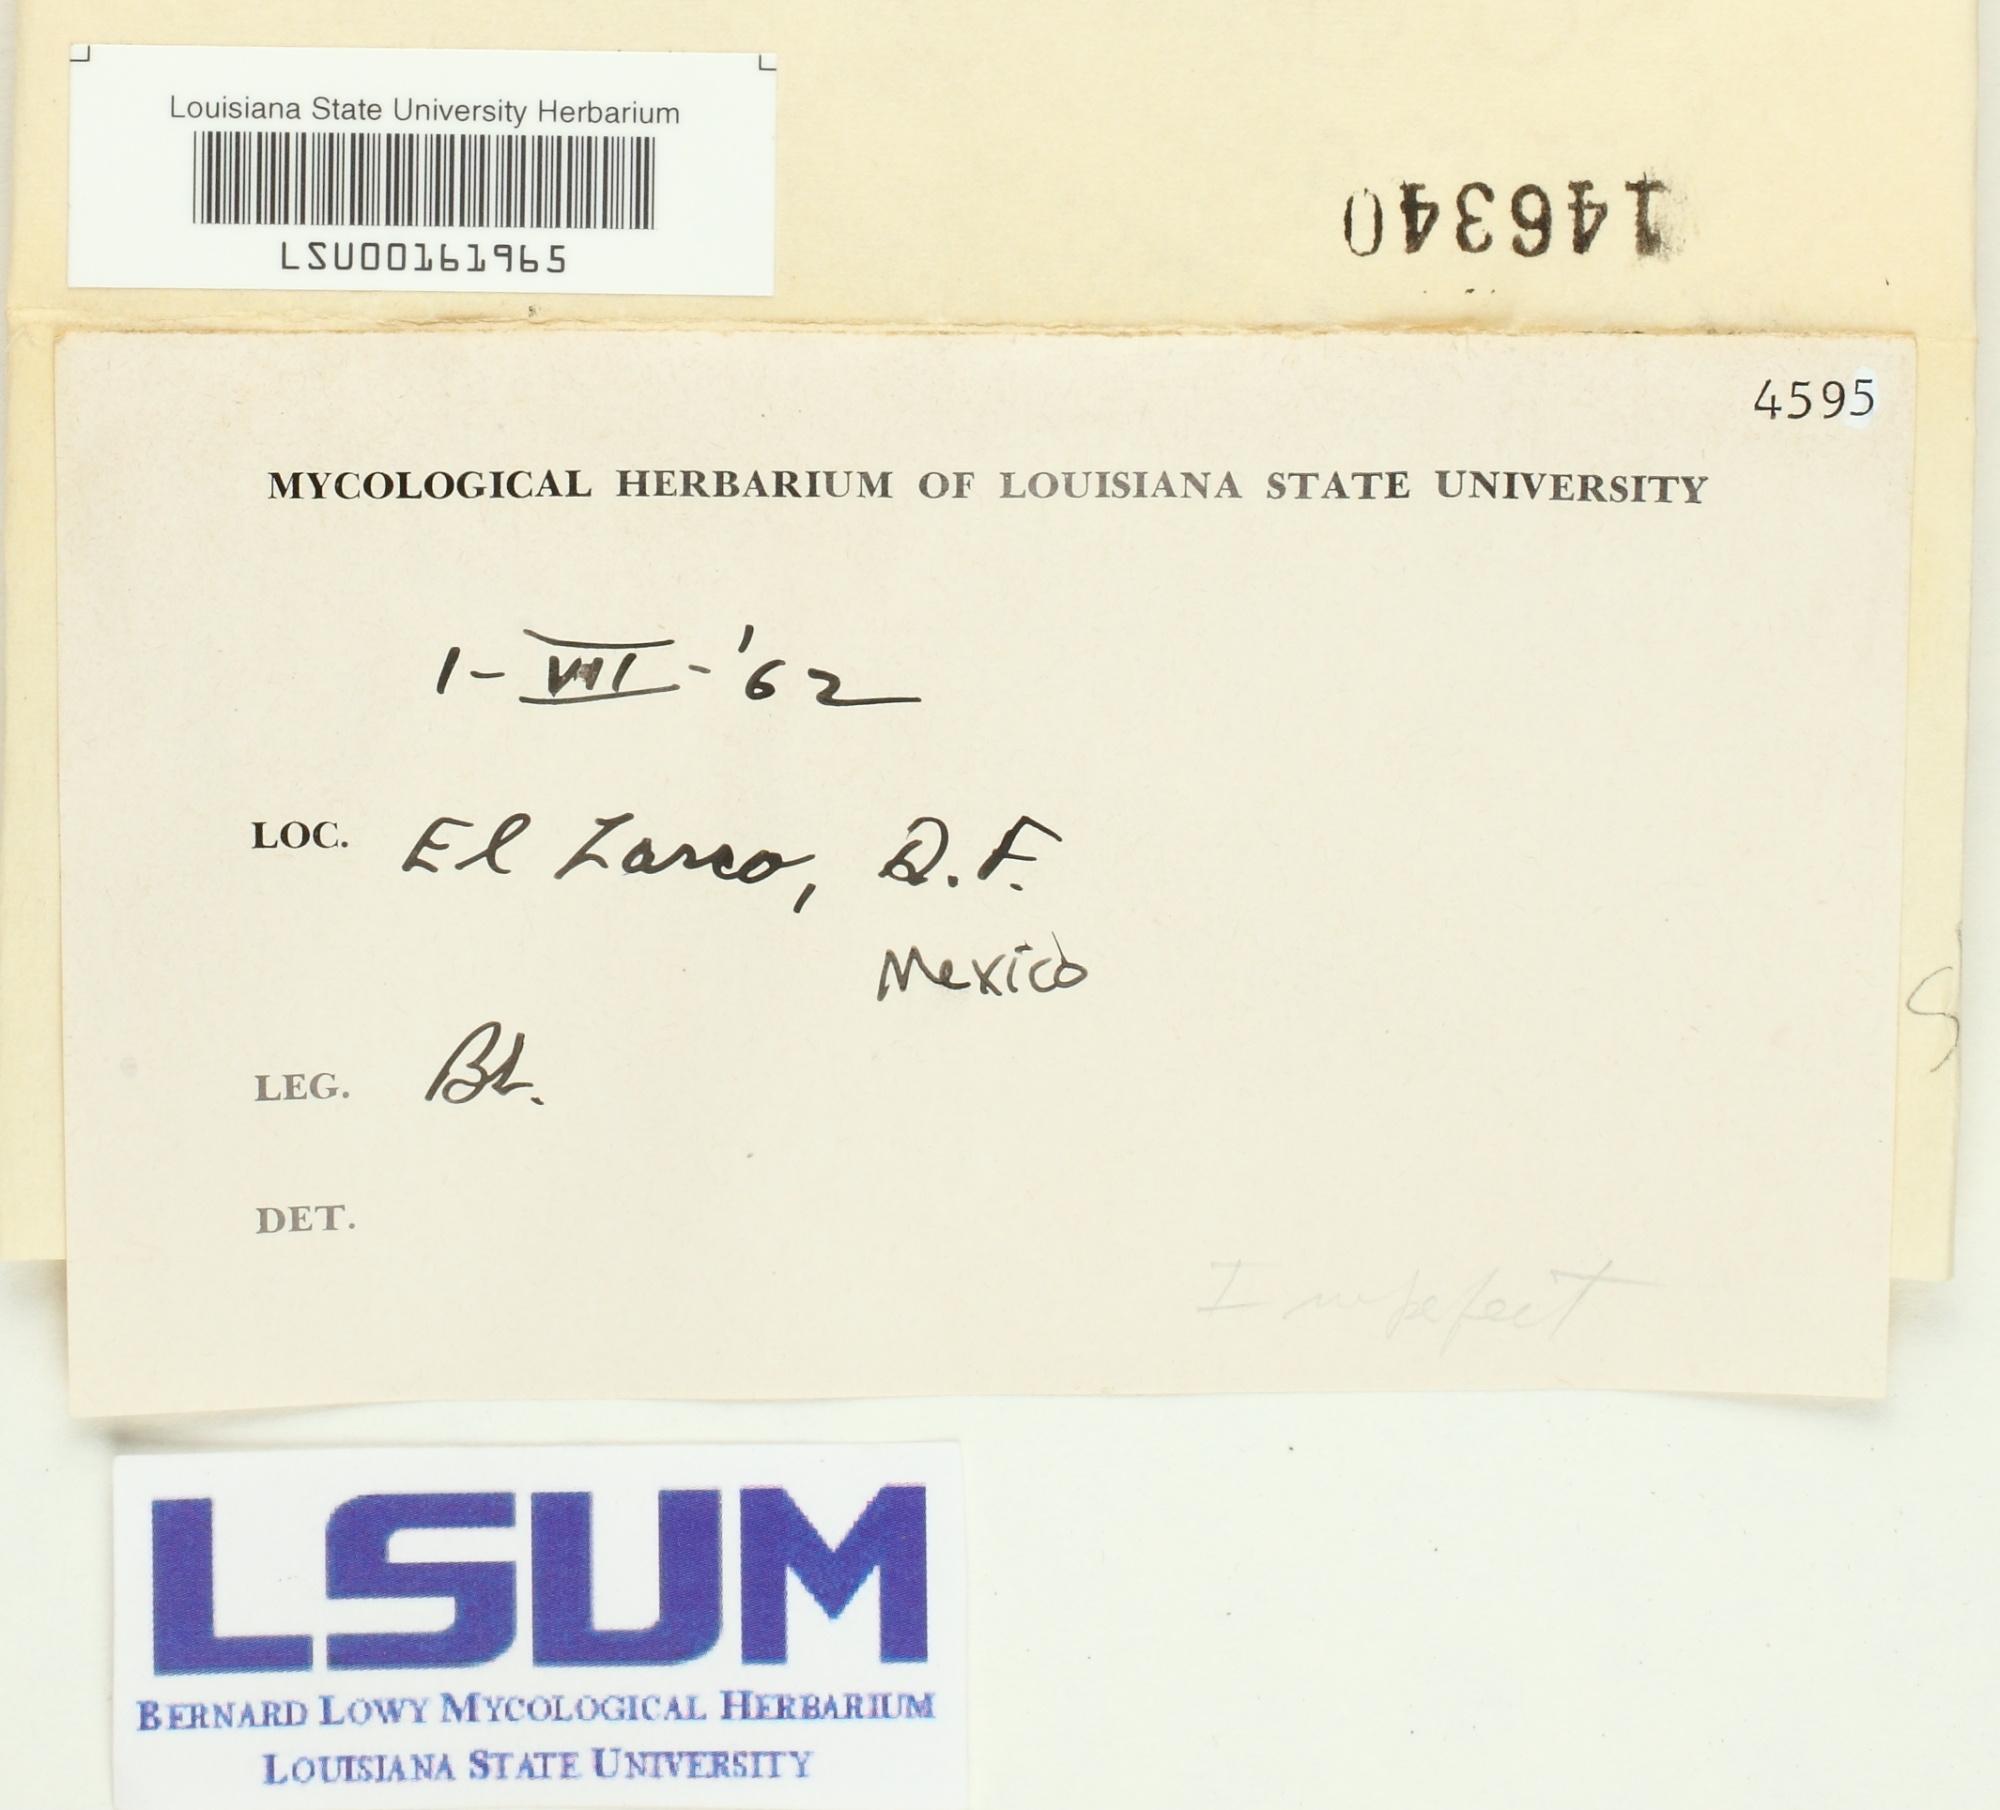 Louisiana State University Herbarium
LSU00161965
146340
4595
MYCOLOGICAL HERBARIUM OF LOUISIANA STATE UNIVERSITY
1-VIII-'62
LOC. El Zarco, D.F.
Mexico
LEG. BL.
DET.
Imperfect
LSUM
BERNARD LOWY MYCOLOGICAL HERBARIUM
LOUISIANA STATE UNIVERSITY